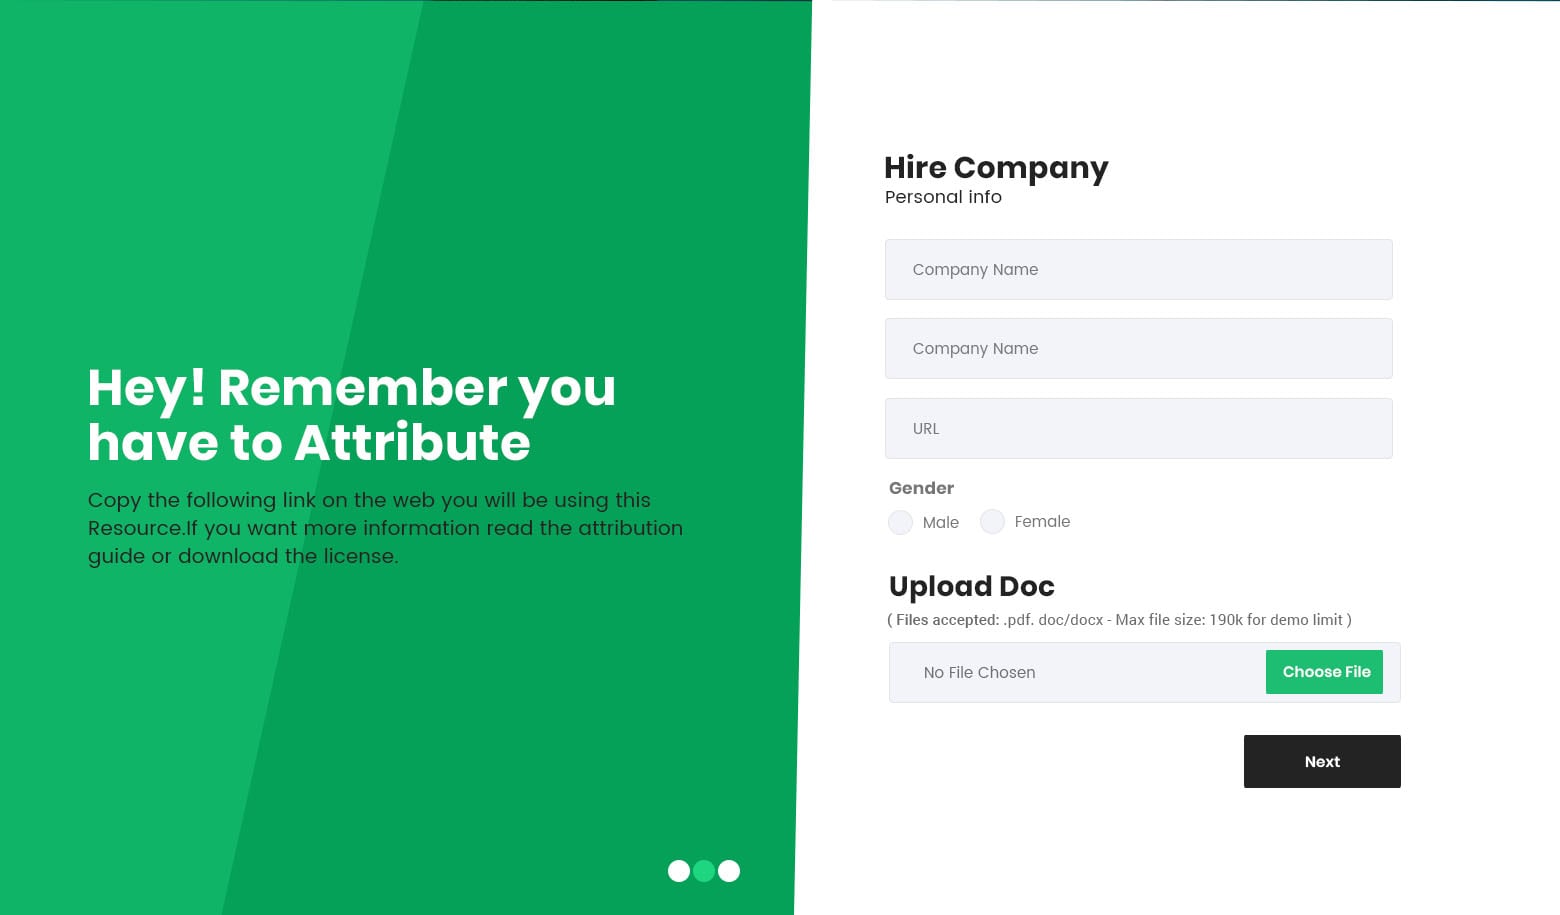 Hey! Remember you
have to Attribute
Copy the following link on the web you will be using this
Resource.If you want more information read the attribution
guide or download the license.
Hire Company
Personal info
Company Name
Company Name
URL
Gender
Male Female
Upload Doc
( Files accepted: .pdf. doc/docx - Max file size: 190k for demo limit )
No File Chosen Choose File
Next